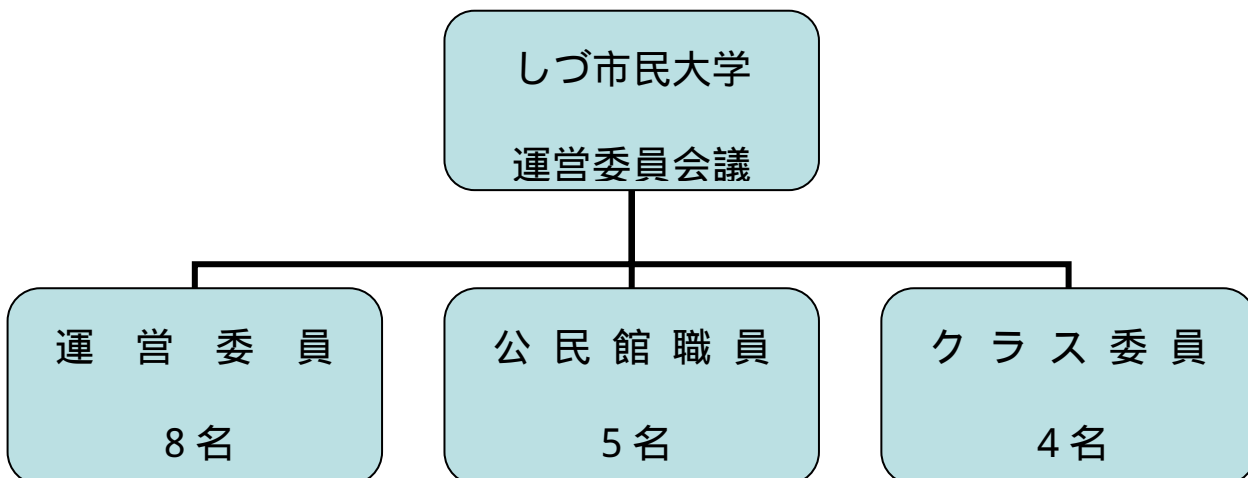 しづ市民大学
運営委員会議
運 営 委 員
公 民 館 職 員
ク ラ ス 委 員
8 名
5 名
4 名